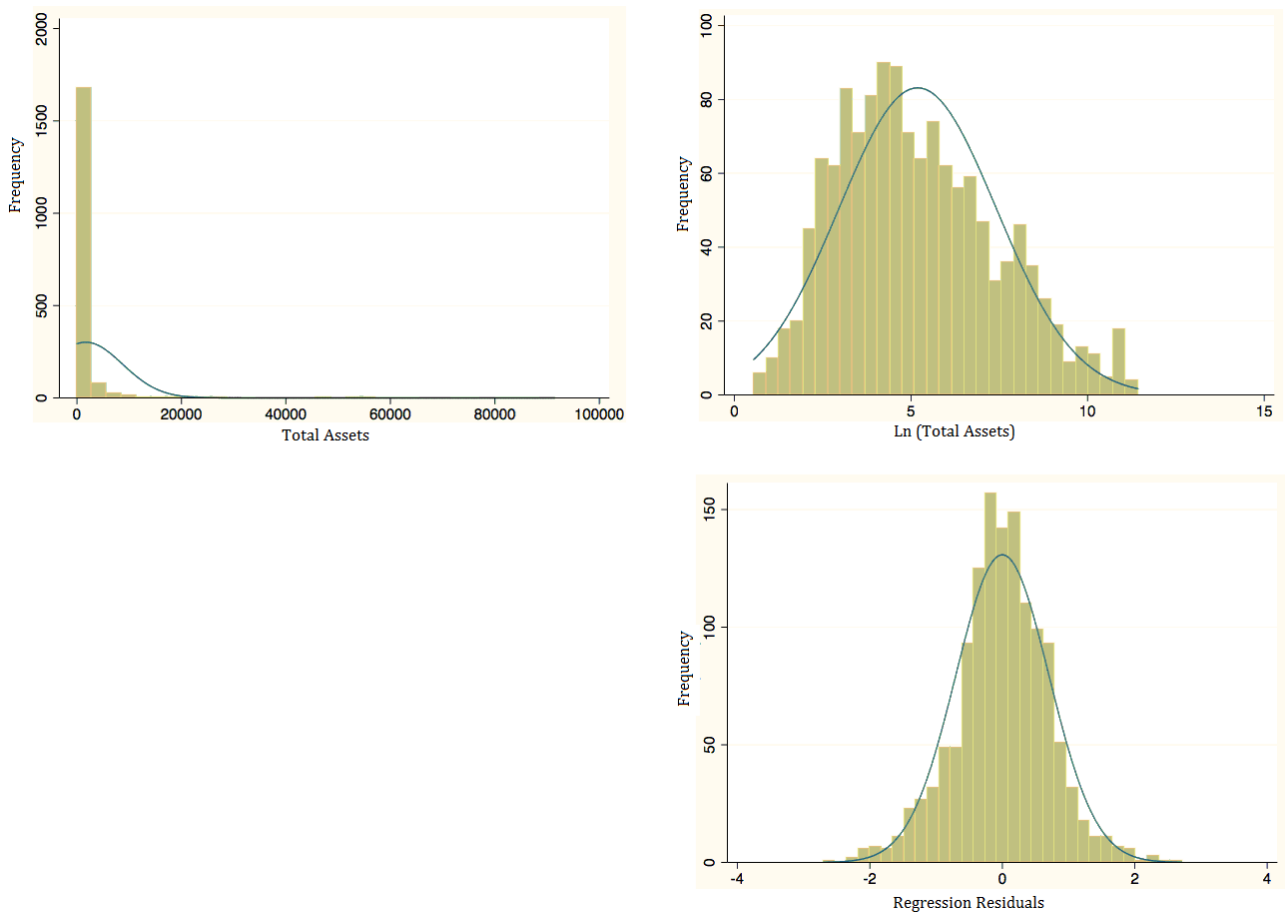 2000
1500
1000
500
0
Frequency
0 20000 40000 60000 80000 100000
Total Assets
100
80
60
40
20
0
Frequency
0 5 10 15
Ln (Total Assets)
150
100
50
0
Frequency
-4 -2 0 2 4
Regression Residuals